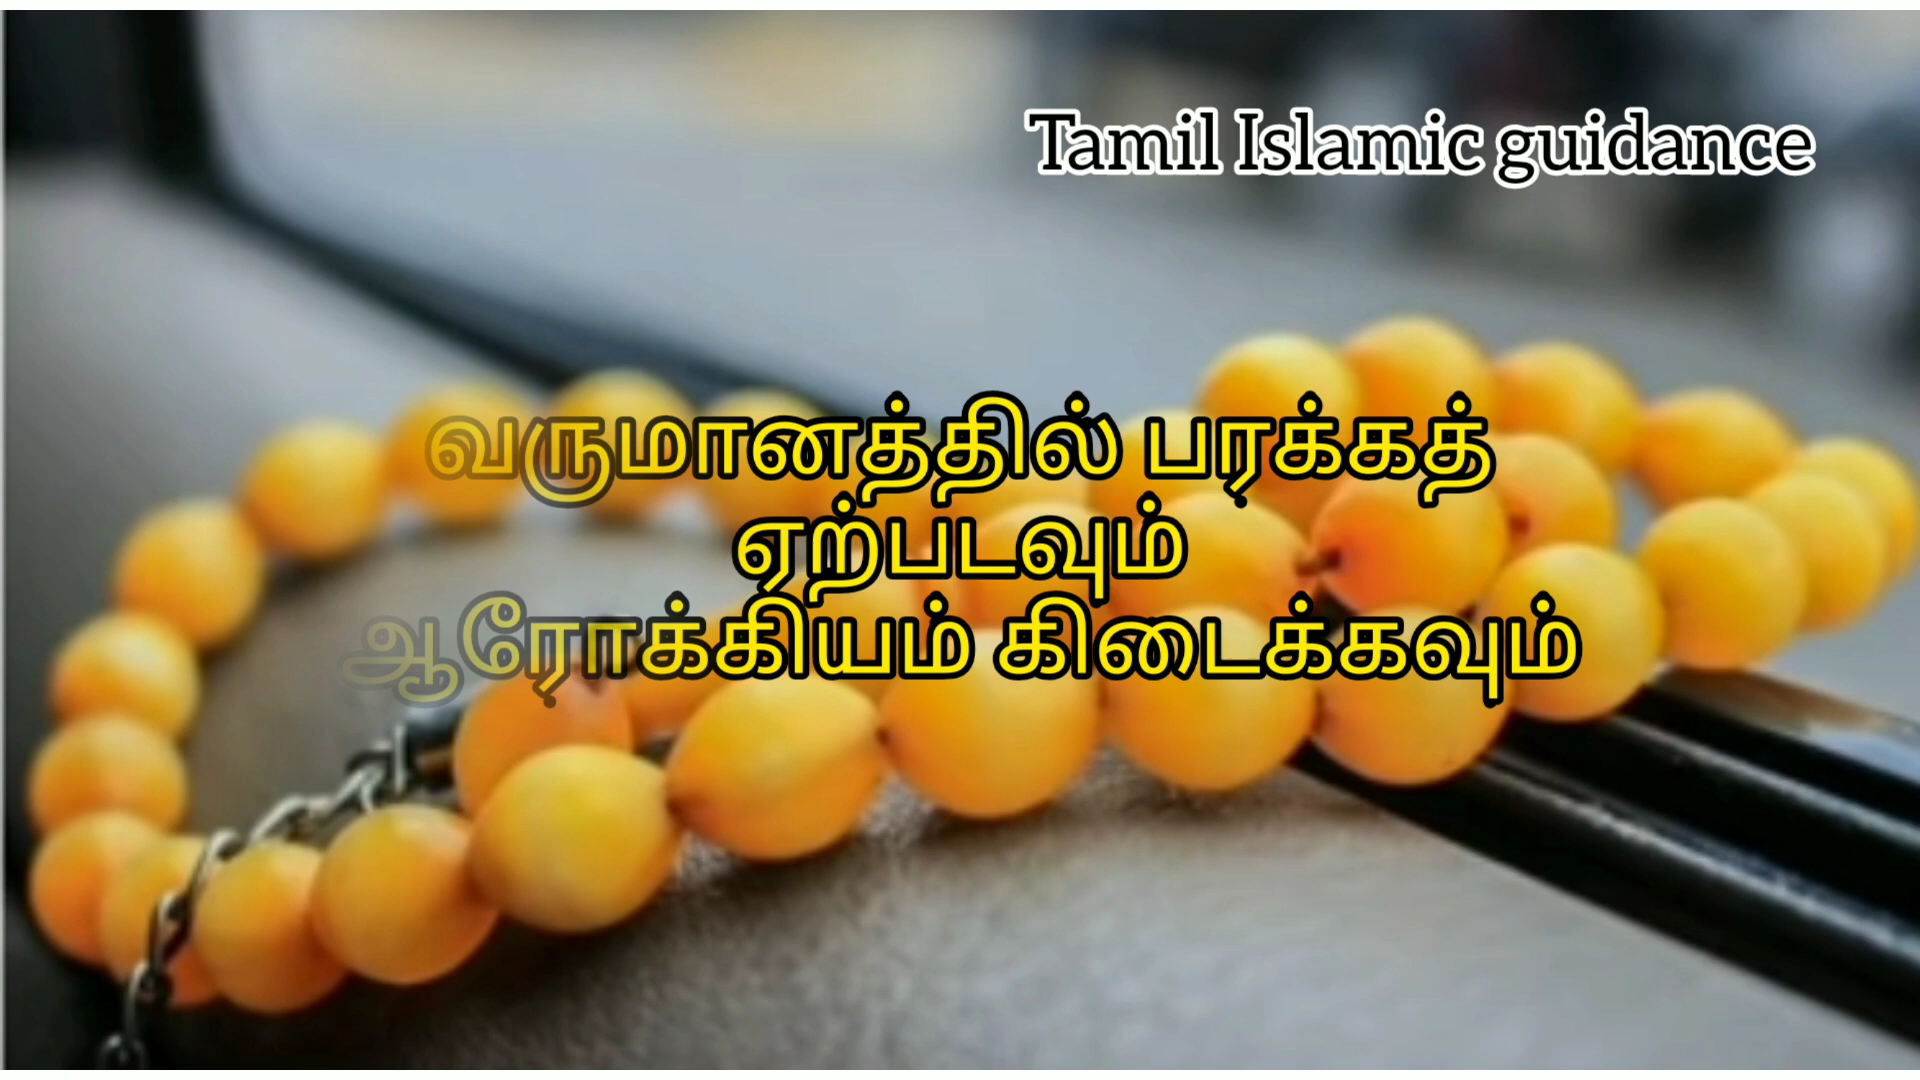 Tamil Islamic guidance
வருமானத்தில் பரக்கத்
ஏற்படவும்
ஆரோக்கியம் கிடைக்கவும்